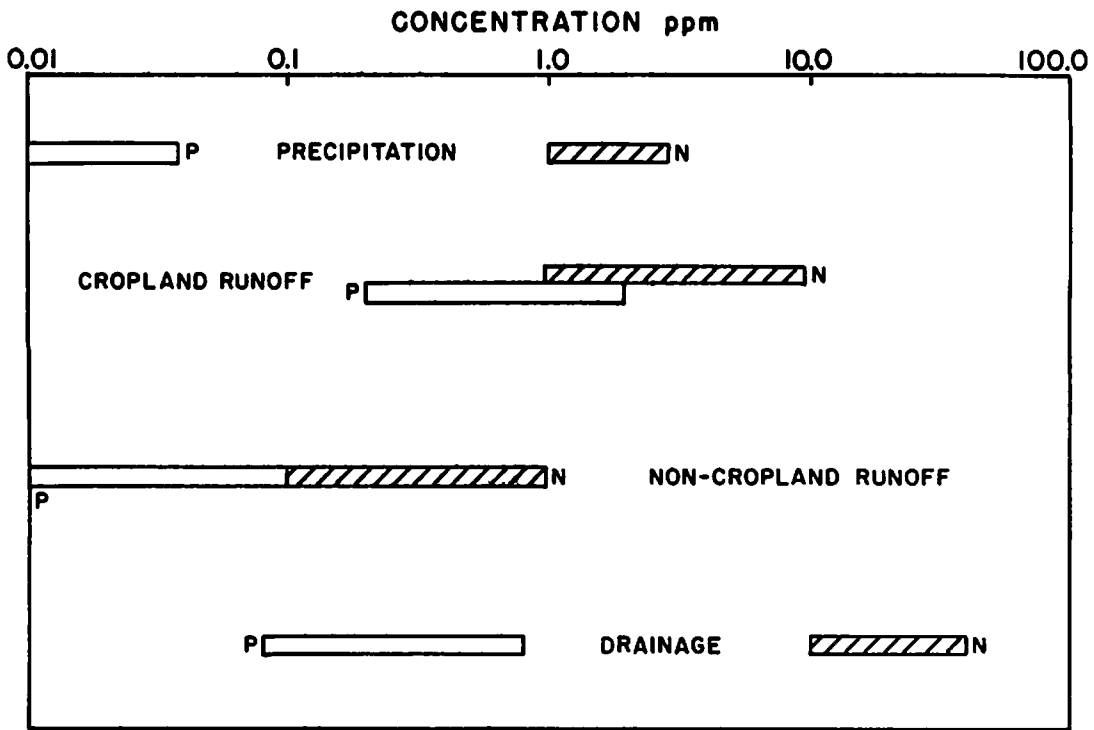 CONCENTRATION ppm
0.01 0.1 1.0 10.0 100.0
P PRECIPITATION N
CROPLAND RUNOFF P N
N NON-CROPLAND RUNOFF
P
P DRAINAGE N